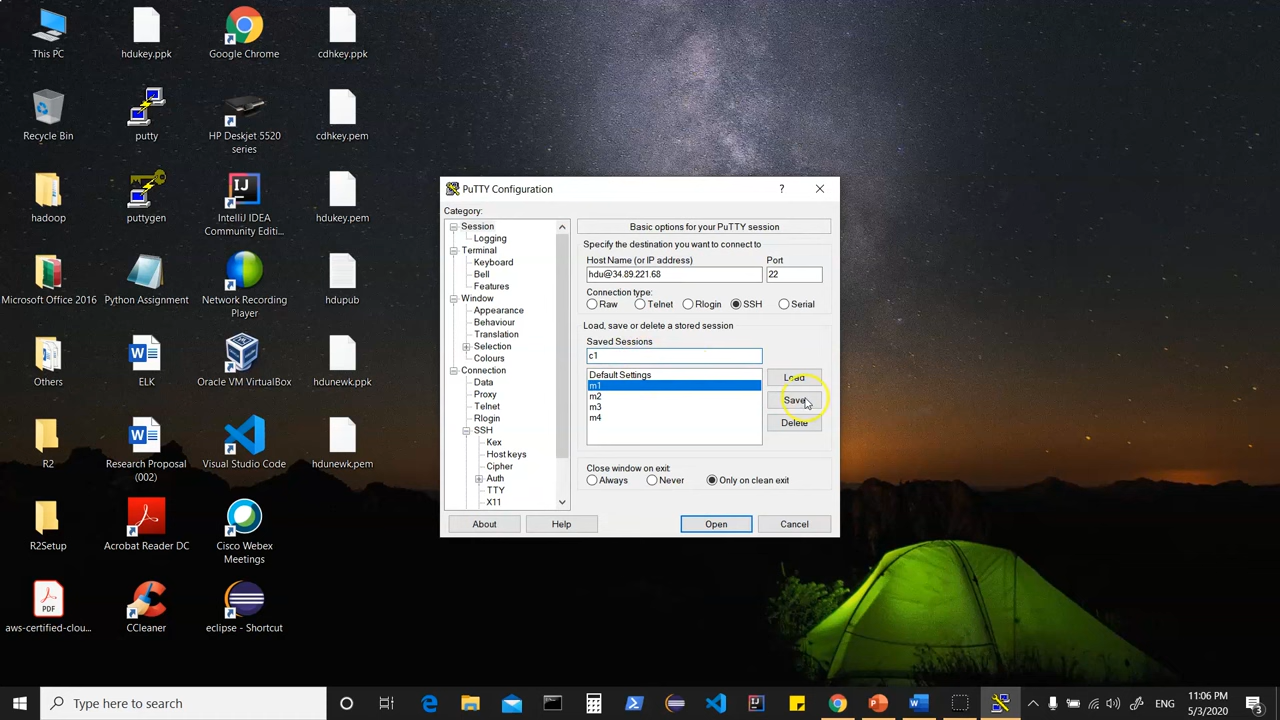 This PC
hdukey.ppk
Google Chrome
cdhkey.ppk
Recycle Bin
putty
HP Deskjet 5520
series
cdhkey.pem
hadoop
puttygen
IntelliJ IDEA
Community Editi...
hdukey.pem
Microsoft Office 2016
Python Assignment
Network Recording
Player
hdupub
Others
ELK
Oracle VM VirtualBox
hdunewk.ppk
R2
Research Proposal
(002)
Visual Studio Code
hdunewk.pem
R2Setup
Acrobat Reader DC
Cisco Webex
Meetings
aws-certified-clou...
CCleaner
eclipse - Shortcut
PuTTY Configuration
?
Category:
Session
Logging
Terminal
Keyboard
Bell
Features
Window
Appearance
Behaviour
Translation
Selection
Colours
Connection
Data
Proxy
Telnet
Rlogin
SSH
Kex
Host keys
Cipher
Auth
TTY
X11
Basic options for your PuTTY session
Specify the destination you want to connect to
Host Name (or IP address)
Port
hdu@34.89.221.68
22
Connection type:
Raw
Telnet
Rlogin
SSH
Serial
Load, save or delete a stored session
Saved Sessions
c1
Default Settings
m1
m2
m3
m4
Load
Save
Delete
Close window on exit:
Always
Never
Only on clean exit
About
Help
Open
Cancel
Type here to search
ENG
11:06 PM
5/3/2020
3